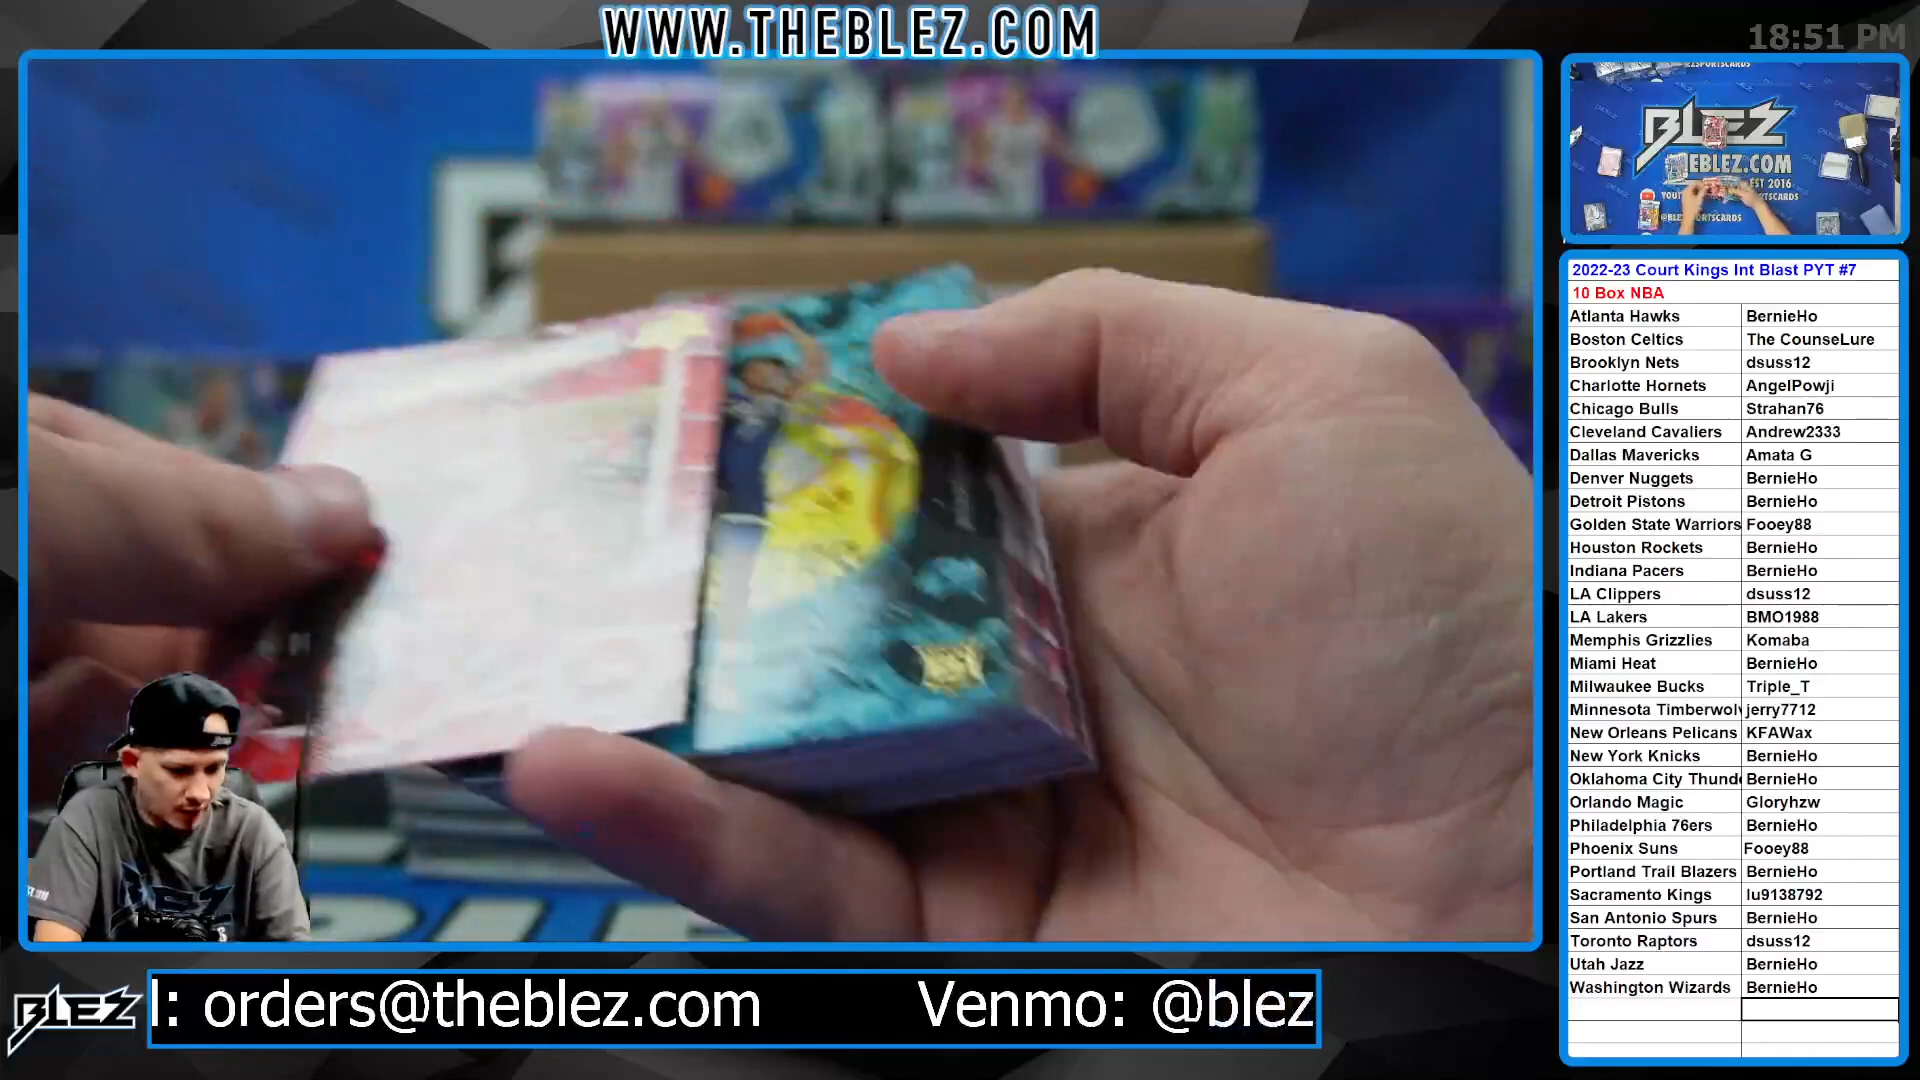 WWW.THEBLEZ.COM
18:51 PM
BLEZ
EBLEZ.COM
EST 2016
2022-23 Court Kings Int Blast PYT #7
10 Box NBA
Atlanta Hawks BernieHo
Boston Celtics The CounseLure
Brooklyn Nets dsuss12
Charlotte Hornets AngelPowji
Chicago Bulls Strahan76
Cleveland Cavaliers Andrew2333
Dallas Mavericks Amata G
Denver Nuggets BernieHo
Detroit Pistons BernieHo
Golden State Warriors Fooey88
Houston Rockets BernieHo
Indiana Pacers BernieHo
LA Clippers dsuss12
LA Lakers BMO1988
Memphis Grizzlies Komaba
Miami Heat BernieHo
Milwaukee Bucks Triple_T
Minnesota Timberwolv jerry7712
New Orleans Pelicans KFAWax
New York Knicks BernieHo
Oklahoma City Thunde BernieHo
Orlando Magic Gloryhzw
Philadelphia 76ers BernieHo
Phoenix Suns Fooey88
Portland Trail Blazers BernieHo
Sacramento Kings lu9138792
San Antonio Spurs BernieHo
Toronto Raptors dsuss12
Utah Jazz BernieHo
Washington Wizards BernieHo
BLEZ
l: orders@theblez.com Venmo: @blez